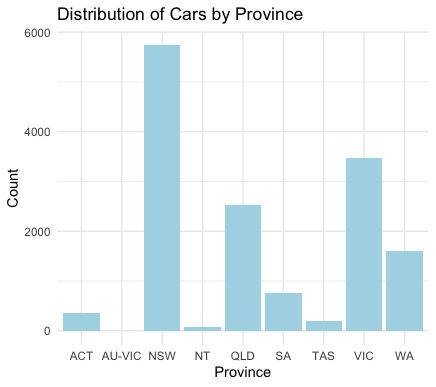 Distribution of Cars by Province
6000
4000
2000
0
Count
ACT AU-VIC NSW NT QLD SA TAS VIC WA
Province